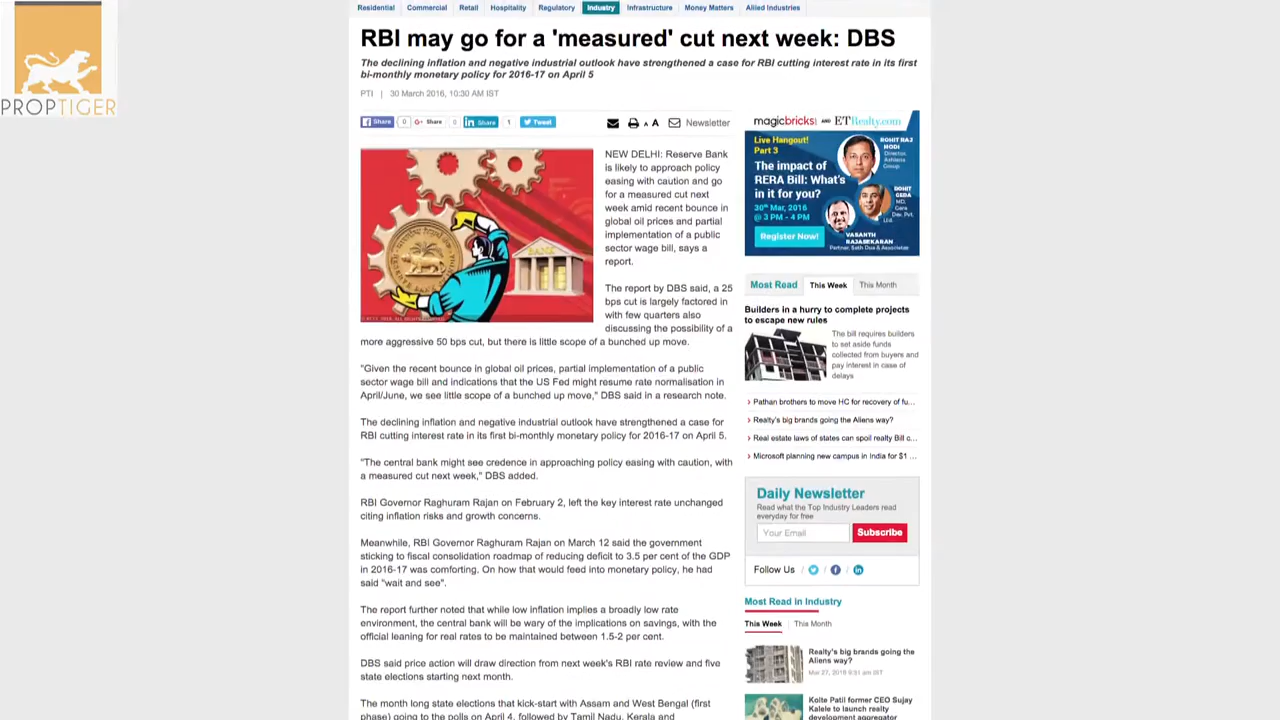 PROPTIGER
Residential
Commercial
Retail
Hospitality
Regulatory
Industry
Infrastructure
Money Matters
Allied Industries
RBI may go for a 'measured' cut next week: DBS
The declining inflation and negative industrial outlook have strengthened a case for RBI cutting interest rate in its first
bi-monthly monetary policy for 2016-17 on April 5
PTI | 30 March 2016, 10:30 AM IST
Share 0 Share 0 Share 1 Tweet
A A Newsletter
NEW DELHI: Reserve Bank
is likely to approach policy
easing with caution and go
for a measured cut next
week amid recent bounce in
global oil prices and partial
implementation of a public
sector wage bill, says a
report.
BANK
The report by DBS said, a 25
bps cut is largely factored in
with few quarters also
discussing the possibility of a
more aggressive 50 bps cut, but there is little scope of a bunched up move.
"Given the recent bounce in global oil prices, partial implementation of a public
sector wage bill and indications that the US Fed might resume rate normalisation in
April/June, we see little scope of a bunched up move," DBS said in a research note.
The declining inflation and negative industrial outlook have strengthened a case for
RBI cutting interest rate in its first bi-monthly monetary policy for 2016-17 on April 5.
"The central bank might see credence in approaching policy easing with caution, with
a measured cut next week," DBS added.
RBI Governor Raghuram Rajan on February 2, left the key interest rate unchanged
citing inflation risks and growth concerns.
Meanwhile, RBI Governor Raghuram Rajan on March 12 said the government
sticking to fiscal consolidation roadmap of reducing deficit to 3.5 per cent of the GDP
in 2016-17 was comforting. On how that would feed into monetary policy, he had
said "wait and see".
The report further noted that while low inflation implies a broadly low rate
environment, the central bank will be wary of the implications on savings, with the
official leaning for real rates to be maintained between 1.5-2 per cent.
DBS said price action will draw direction from next week's RBI rate review and five
state elections starting next month.
The month long state elections that kick-start with Assam and West Bengal (first
phase) going to the polls on April 4, followed by Tamil Nadu, Kerala and
magicbricks AND ETRealty.com
Live Hangout!
Part 3
The impact of
RERA Bill: What's
in it for you?
30th Mar, 2016
@ 3 PM - 4 PM
Register Now!
ROHIT RAJ
MODI
Director,
Ashiana
Group
ROHIT
GERA
MD,
Gera
Dev. Pvt.
Ltd.
VASANTH
RAJASEKARAN
Partner, Seth Dua & Associates
Most Read This Week This Month
Builders in a hurry to complete projects
to escape new rules
The bill requires builders
to set aside funds
collected from buyers and
pay interest in case of
delays
› Pathan brothers to move HC for recovery of fu...
› Realty's big brands going the Aliens way?
› Real estate laws of states can spoil realty Bill c...
› Microsoft planning new campus in India for $1 ...
Daily Newsletter
Read what the Top Industry Leaders read
everyday for free
Your Email Subscribe
Follow Us / / /
Most Read in Industry
This Week | This Month
Realty's big brands going the
Aliens way?
Mar 27, 2016 9:51 am IST
Kolte Patil former CEO Sujay
Kalele to launch realty
development aggregator